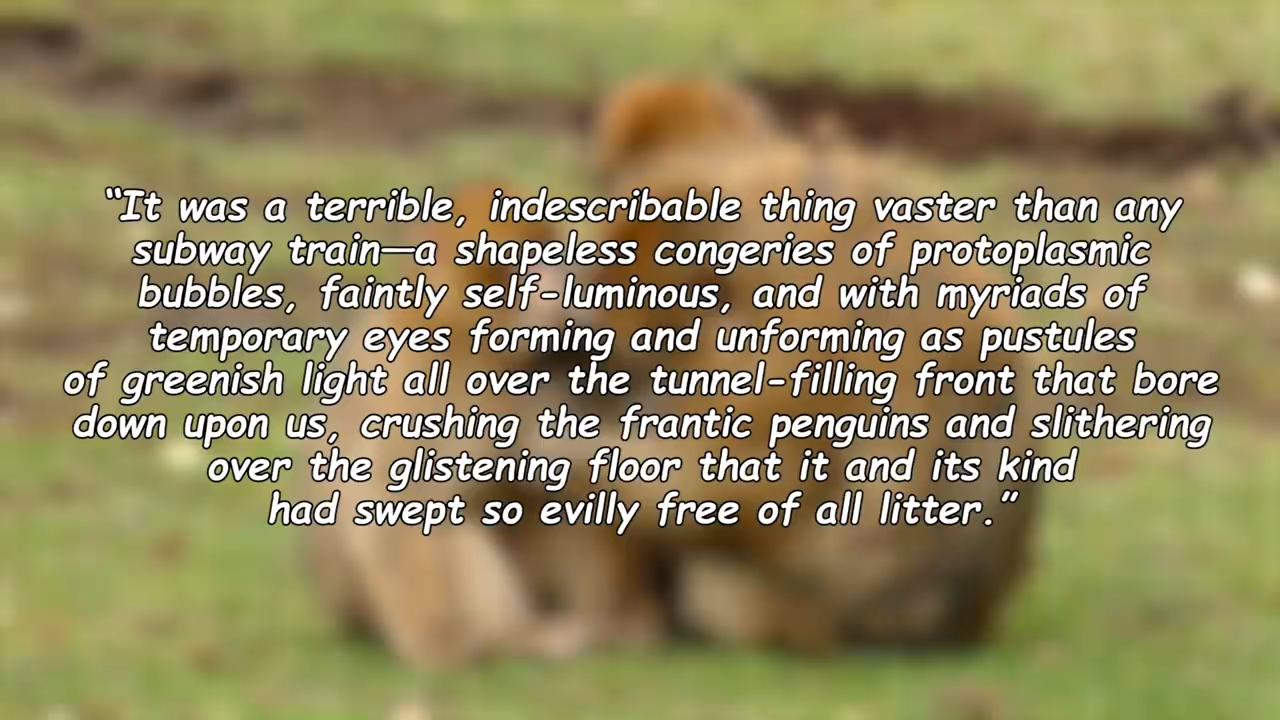 “It was a terrible, indescribable thing vaster than any
subway train—a shapeless congeries of protoplasmic
bubbles, faintly self-luminous, and with myriads of
temporary eyes forming and unforming as pustules
of greenish light all over the tunnel-filling front that bore
down upon us, crushing the frantic penguins and slithering
over the glistening floor that it and its kind
had swept so evilly free of all litter.”